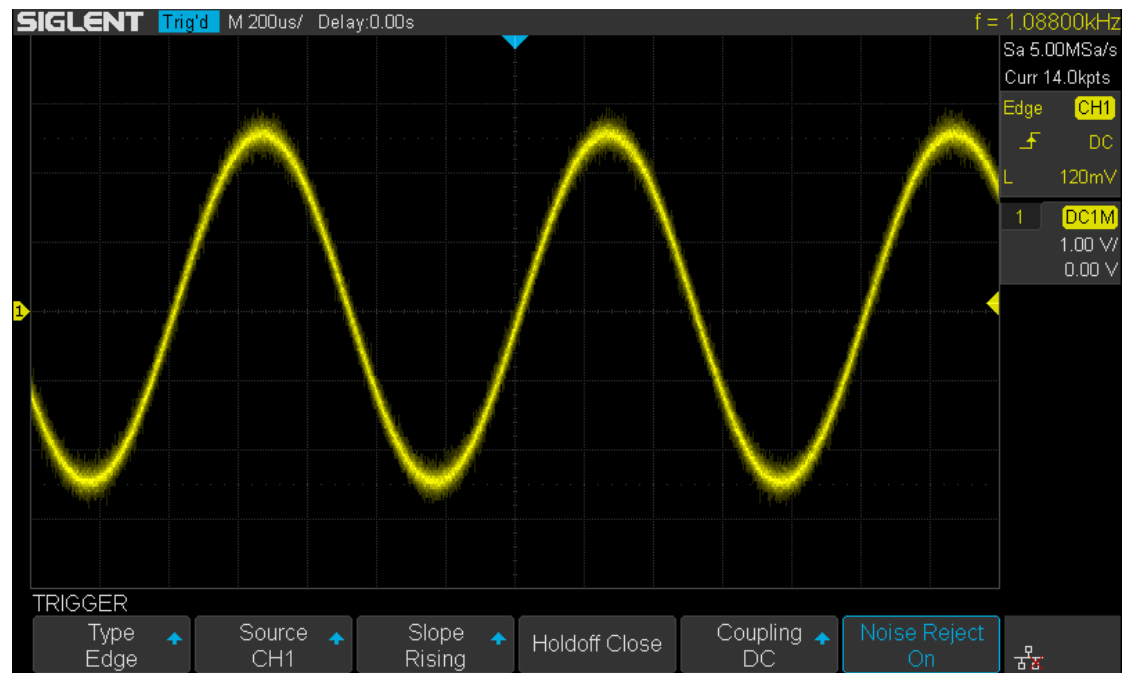 SIGLENT Trig'd M 200us/ Delay:0.00s f = 1.08800kHz
Sa 5.00MSa/s
Curr 14.0kpts
Edge CH1
DC
L 120mV
1 DC1M
1.00 V/
0.00 V
1
TRIGGER
Type
Edge
Source
CH1
Slope
Rising
Holdoff Close
Coupling
DC
Noise Reject
On